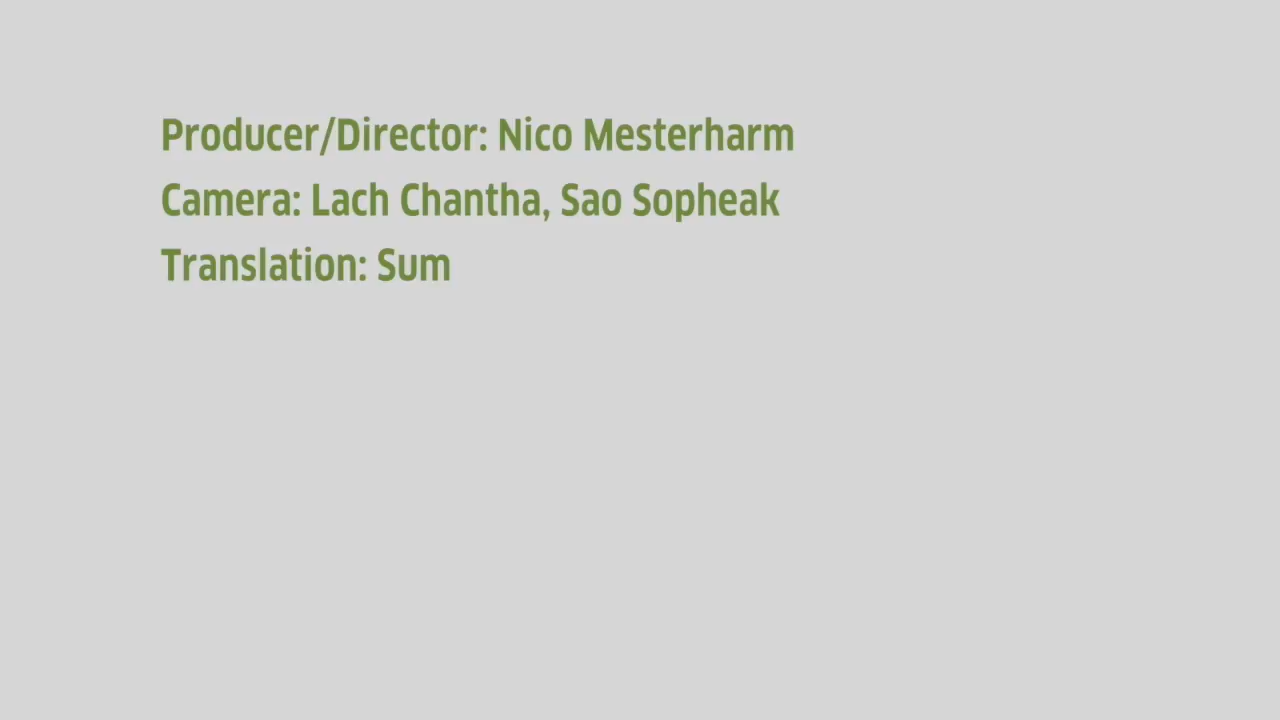 Producer/Director: Nico Mesterharm
Camera: Lach Chantha, Sao Sopheak
Translation: Sum